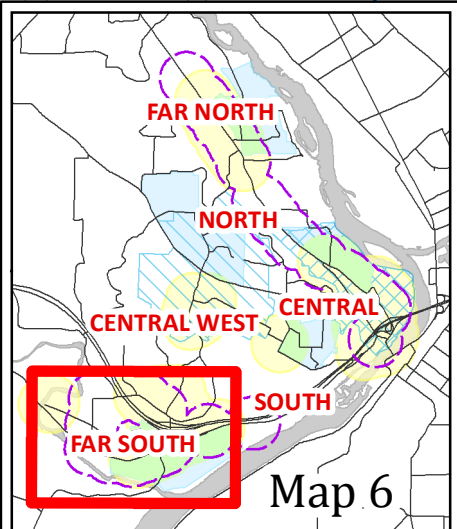 FAR NORTH
NORTH
CENTRAL
CENTRAL WEST
SOUTH
FAR SOUTH
Map 6